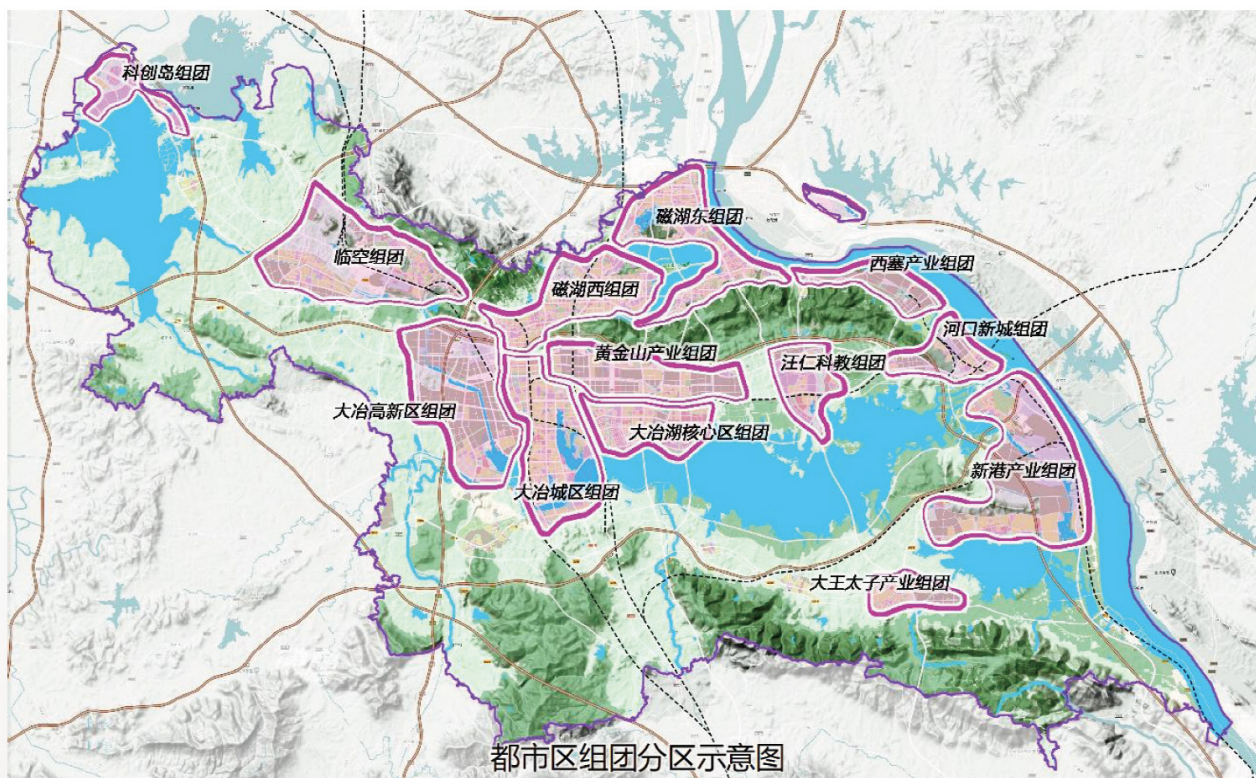 科创岛组团
磁湖东组团
临空组团
西塞产业组团
磁湖西组团
河口新城组团
黄金山产业组团
汪仁科教组团
大冶高新区组团
大冶湖核心区组团
新港产业组团
大冶城区组团
大王太子产业组团
都市区组团分区示意图